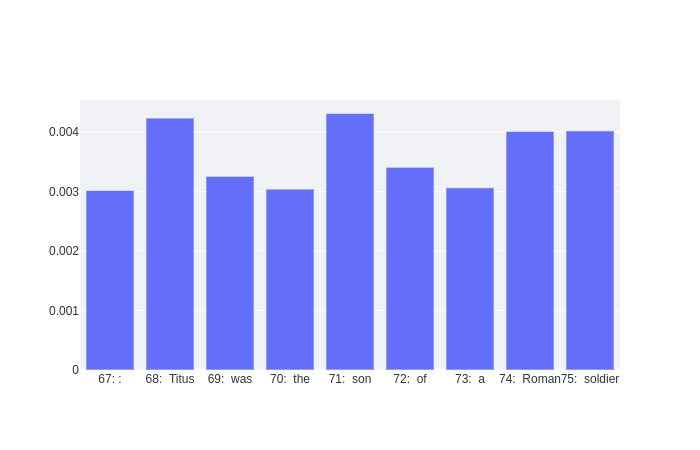 0.004
0.003
0.002
0.001
0
67: :
68:  Titus
69:  was
70:  the
71:  son
72:  of
73:  a
74:  Roman
75:  soldier